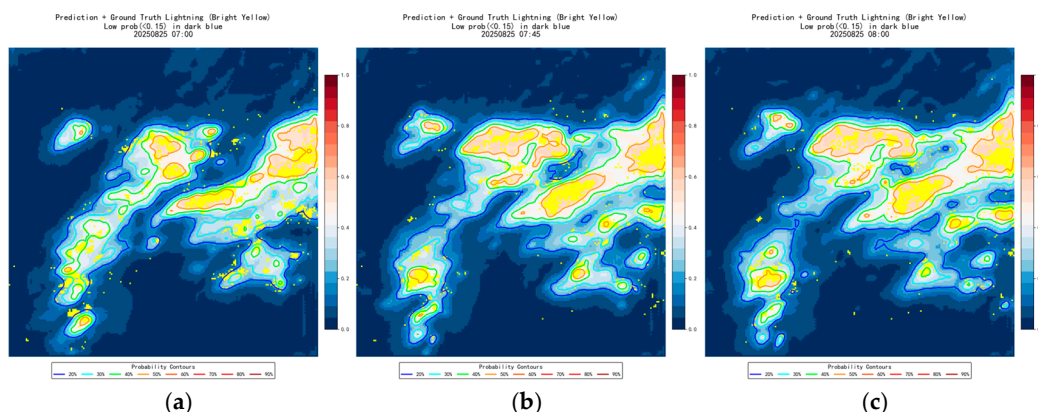 Prediction + Ground Truth Lightning (Bright Yellow)
Low prob(<0.15) in dark blue
20250825 07:00
1.0
0.8
0.6
0.4
0.2
0.0
Probability Contours
20% 30% 40% 50% 60% 70% 80% 90%
(a)
Prediction + Ground Truth Lightning (Bright Yellow)
Low prob(<0.15) in dark blue
20250825 07:45
1.0
0.8
0.6
0.4
0.2
0.0
Probability Contours
20% 30% 40% 50% 60% 70% 80% 90%
(b)
Prediction + Ground Truth Lightning (Bright Yellow)
Low prob(<0.15) in dark blue
20250825 08:00
Probability Contours
20% 30% 40% 50% 60% 70% 80% 90%
(c)